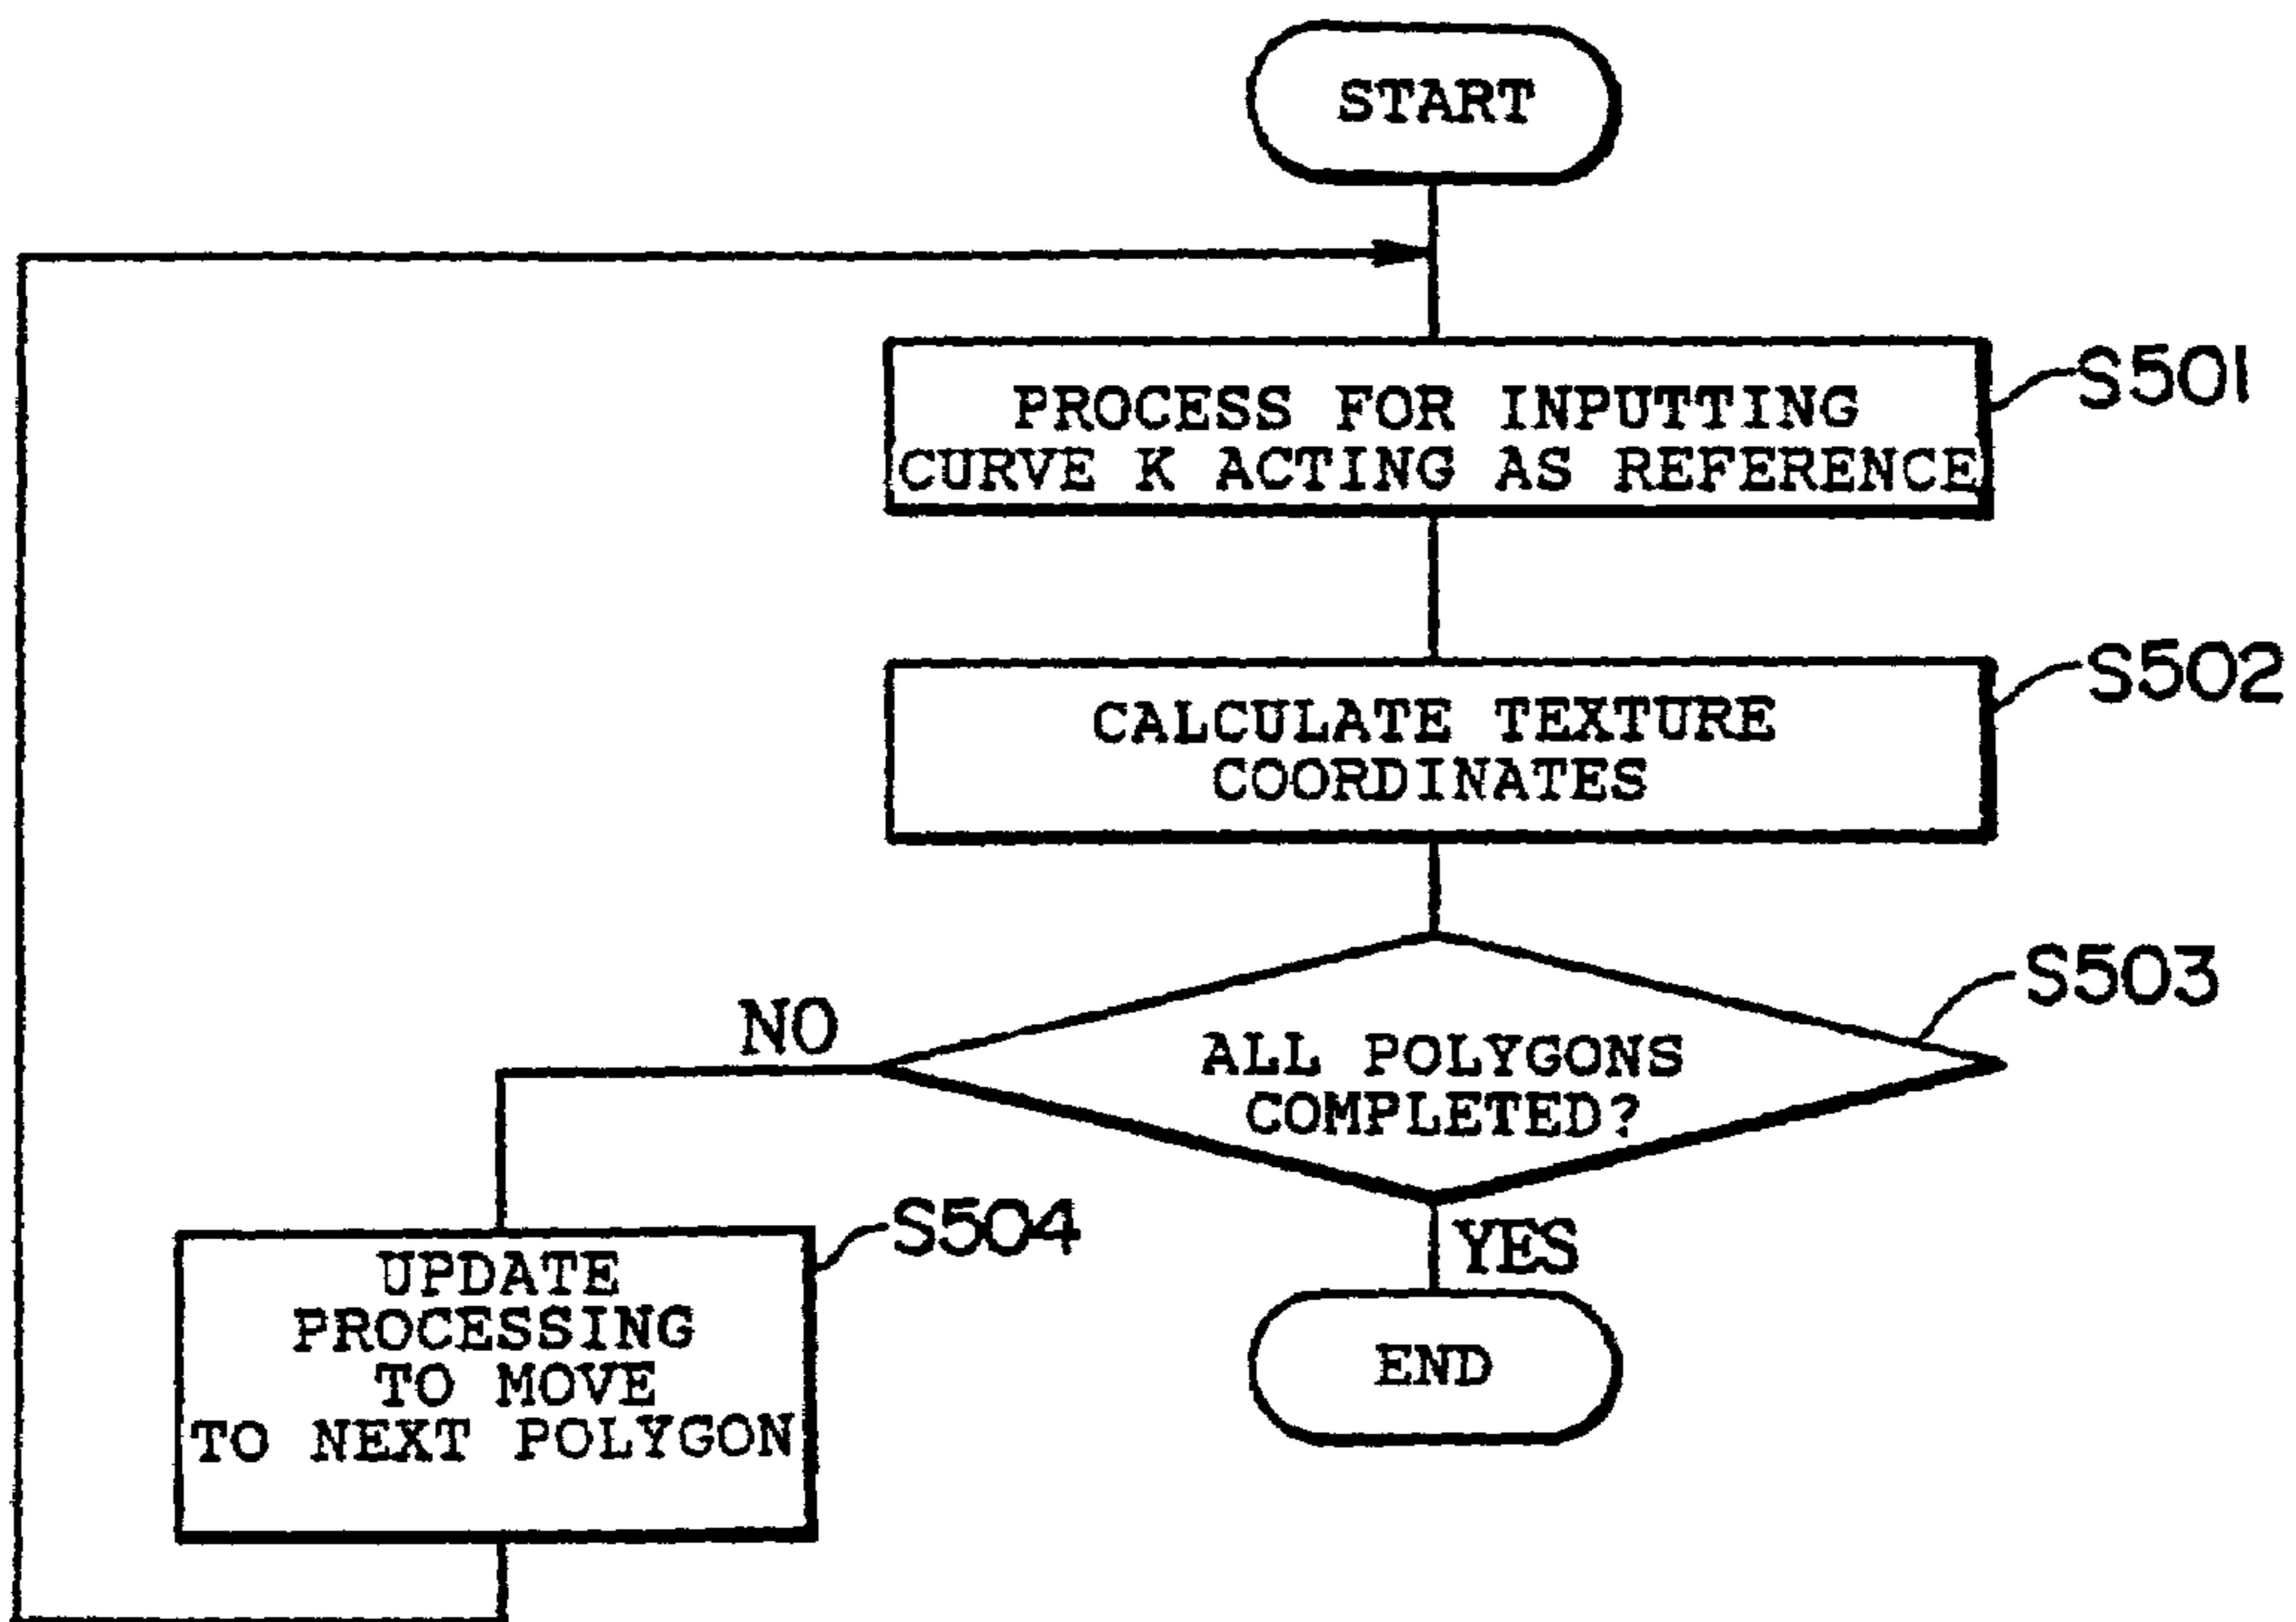 START
PROCESS FOR INPUTTING
CURVE K ACTING AS REFERENCE
S501
CALCULATE TEXTURE
COORDINATES
S502
ALL POLYGONS
COMPLETED?
S503
NO
YES
UPDATE
PROCESSING
TO MOVE
TO NEXT POLYGON
S504
END